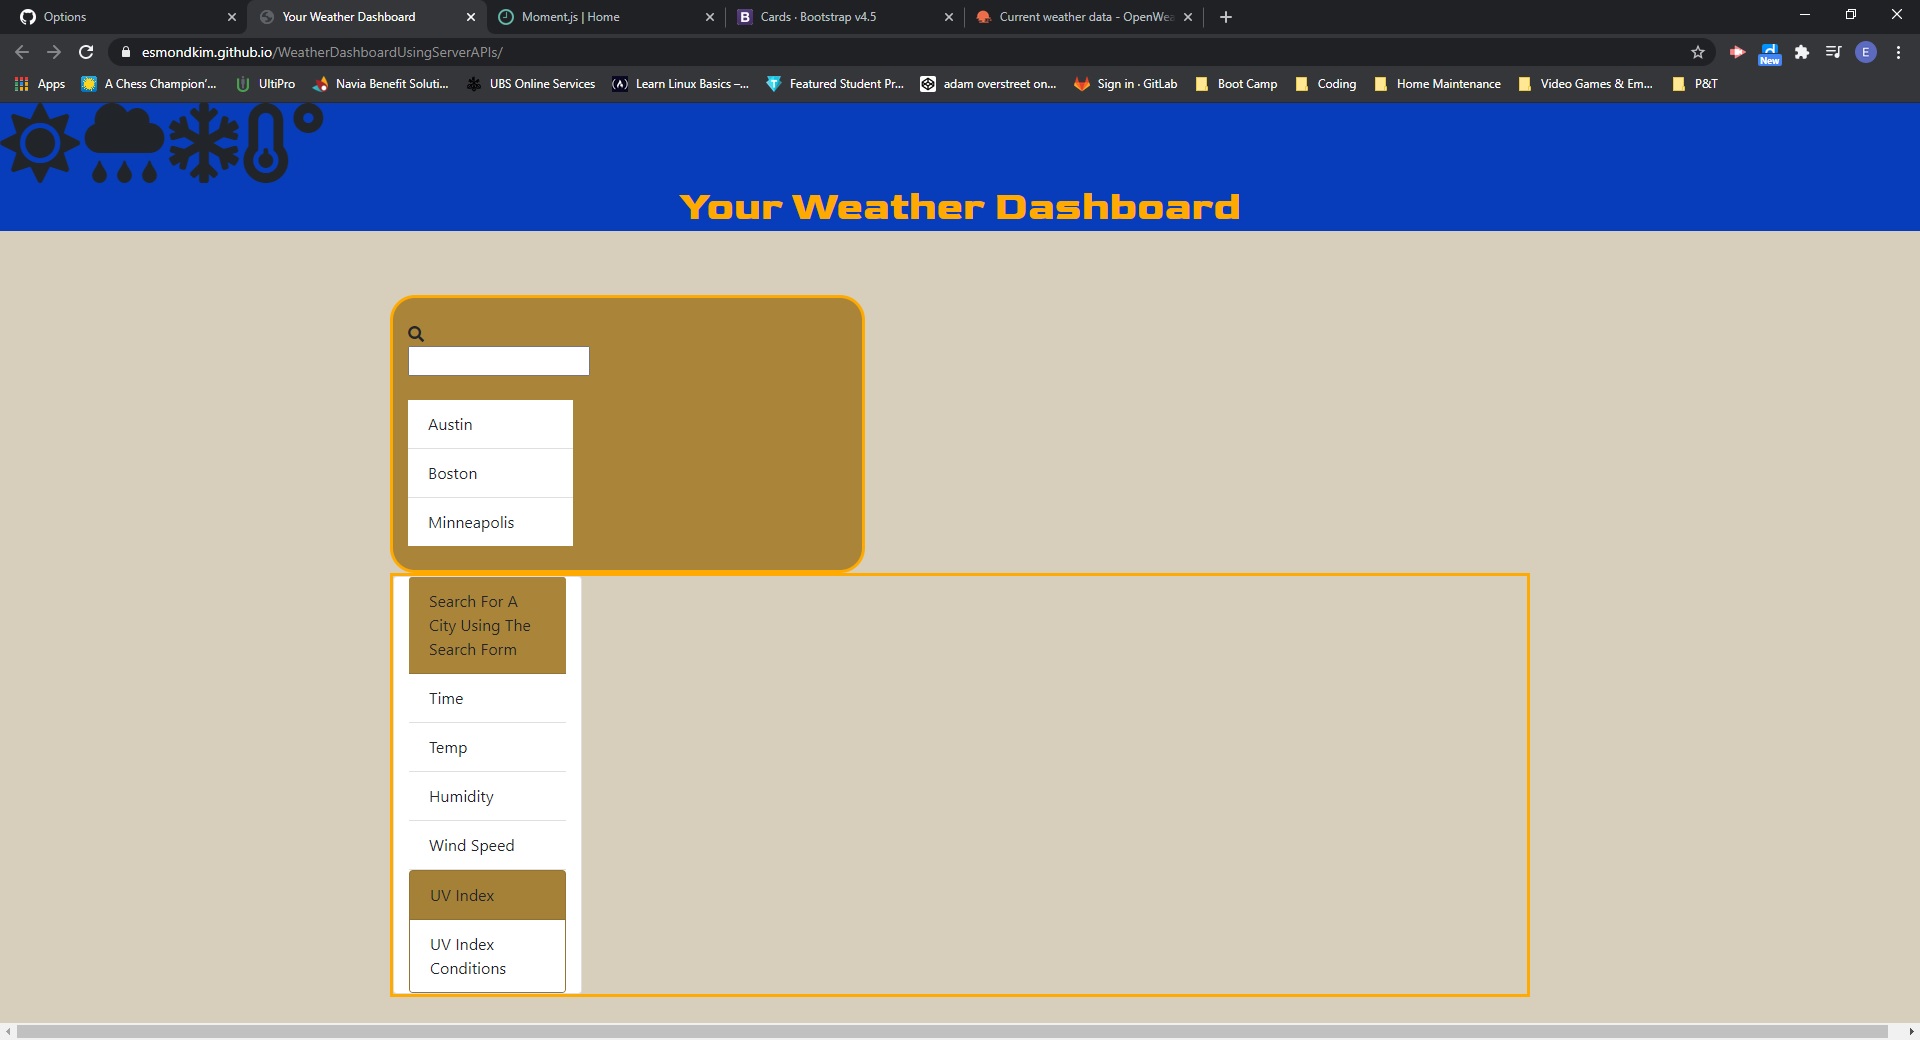 Options
Your Weather Dashboard
Moment.js | Home
B Cards · Bootstrap v4.5
Current weather data - OpenWea
esmondkim.github.io/WeatherDashboardUsingServerAPIs/
New
E
Apps
A Chess Champion'...
UltiPro
Navia Benefit Soluti...
UBS Online Services
Learn Linux Basics –...
Featured Student Pr...
adam overstreet on...
Sign in · GitLab
Boot Camp
Coding
Home Maintenance
Video Games & Em...
P&T
Your Weather Dashboard
Austin
Boston
Minneapolis
Search For A
City Using The
Search Form
Time
Temp
Humidity
Wind Speed
UV Index
UV Index
Conditions